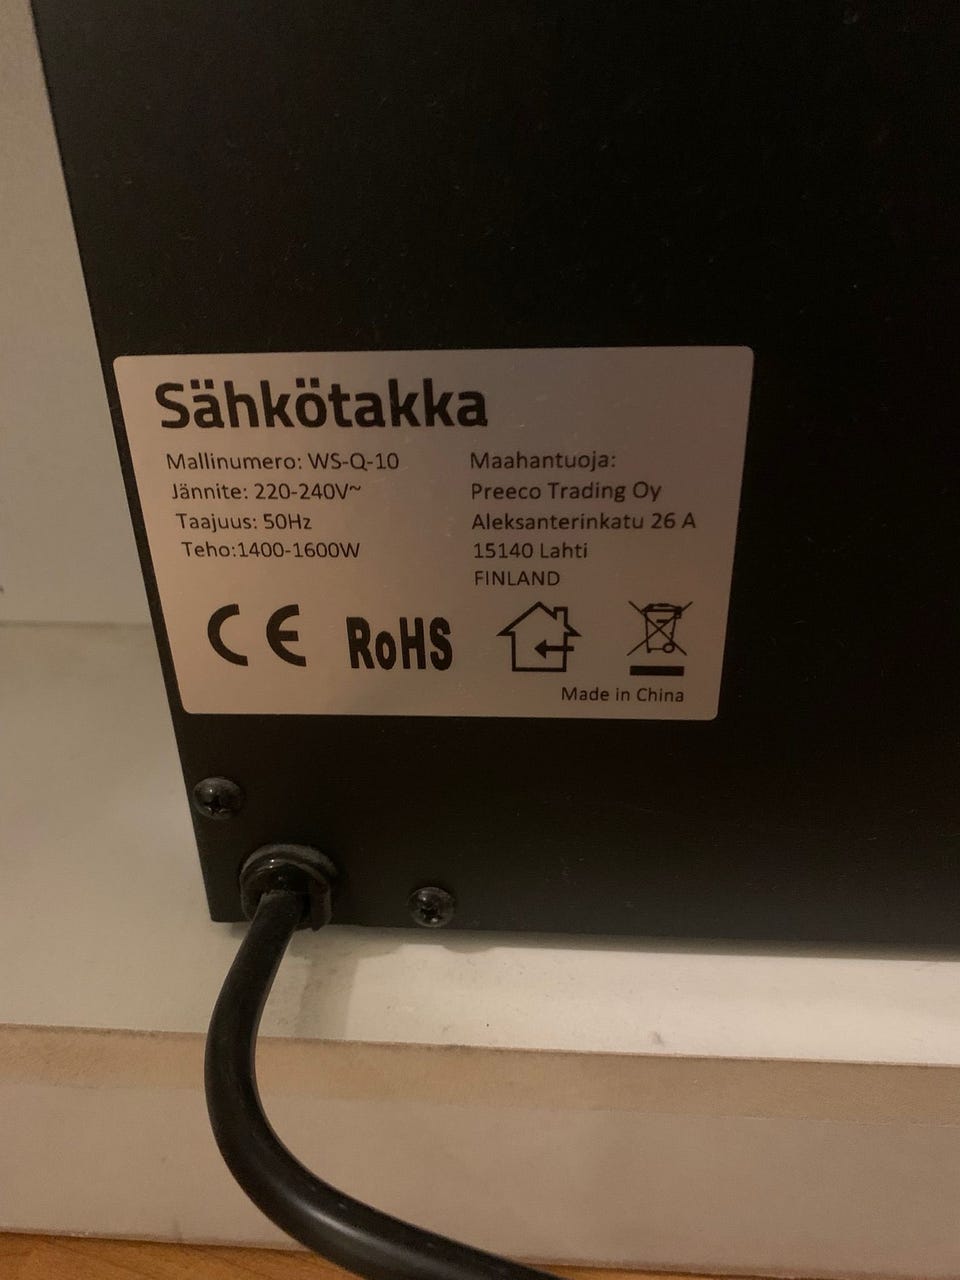 Sähkötakka
Mallinumero: WS-Q-10
Jännite: 220-240V~
Taajuus: 50Hz
Teho:1400-1600W
Maahantuoja:
Preeco Trading Oy
Aleksanterinkatu 26 A
15140 Lahti
FINLAND
CE
RoHS
Made in China